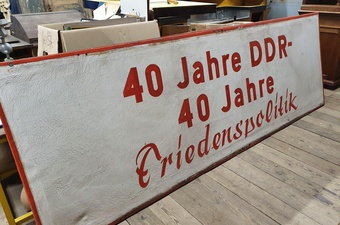 40 Jahre DDR-
40 Jahre
Friedenspolitik